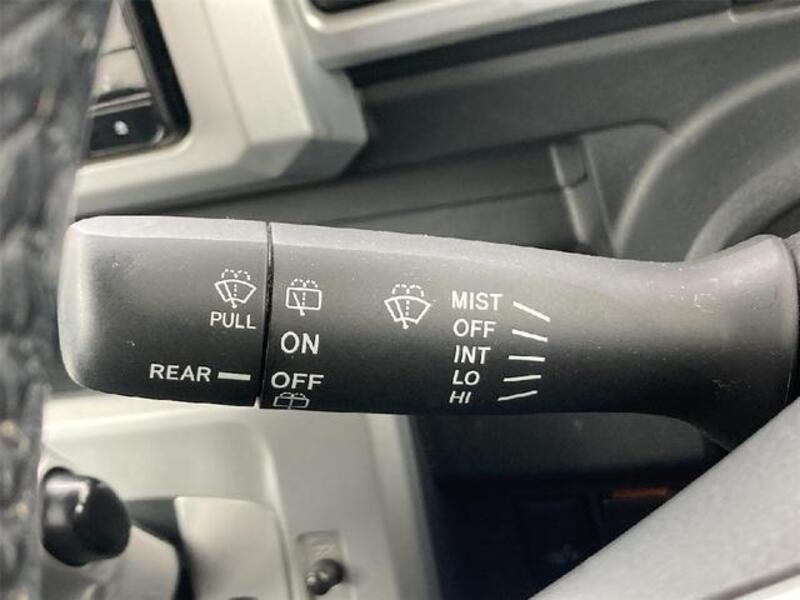 PULL
REAR
ON
OFF
MIST
OFF
INT
LO
HI